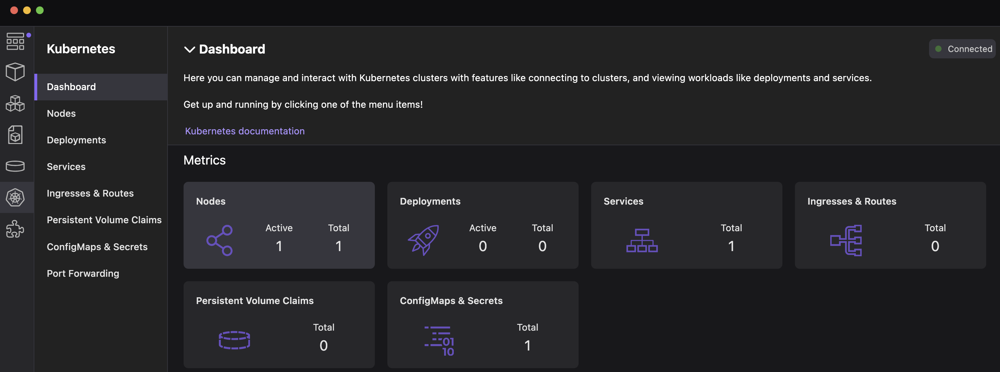 Kubernetes
Dashboard
Nodes
Deployments
Services
Ingresses & Routes
Persistent Volume Claims
ConfigMaps & Secrets
Port Forwarding
Dashboard
Connected
Here you can manage and interact with Kubernetes clusters with features like connecting to clusters, and viewing workloads like deployments and services.
Get up and running by clicking one of the menu items!
Kubernetes documentation
Metrics
Nodes
Active Total
1 1
Deployments
Active Total
0 0
Services
Total
1
Ingresses & Routes
Total
0
Persistent Volume Claims
Total
0
ConfigMaps & Secrets
01
10
Total
1